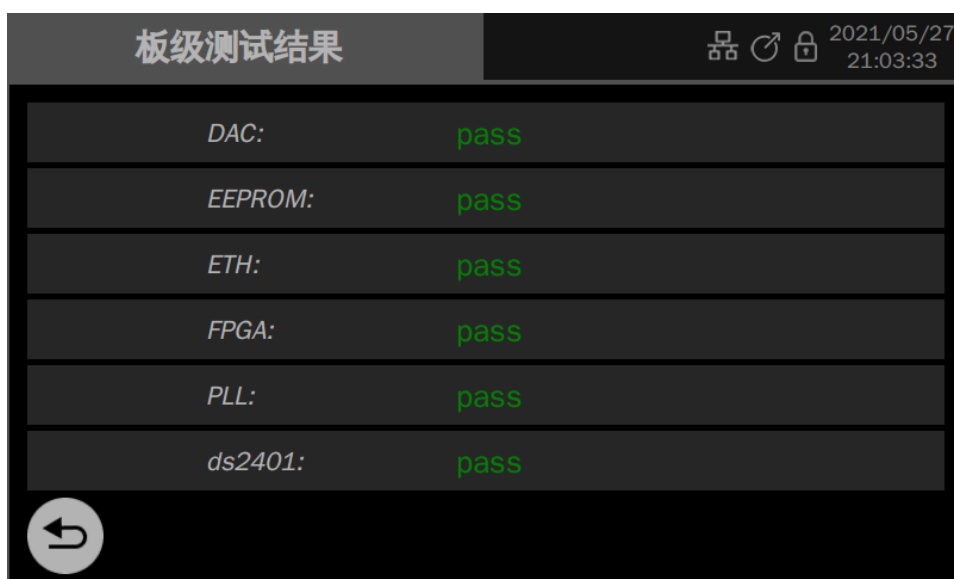 板级测试结果
2021/05/27
21:03:33
DAC: pass
EEPROM: pass
ETH: pass
FPGA: pass
PLL: pass
ds2401: pass